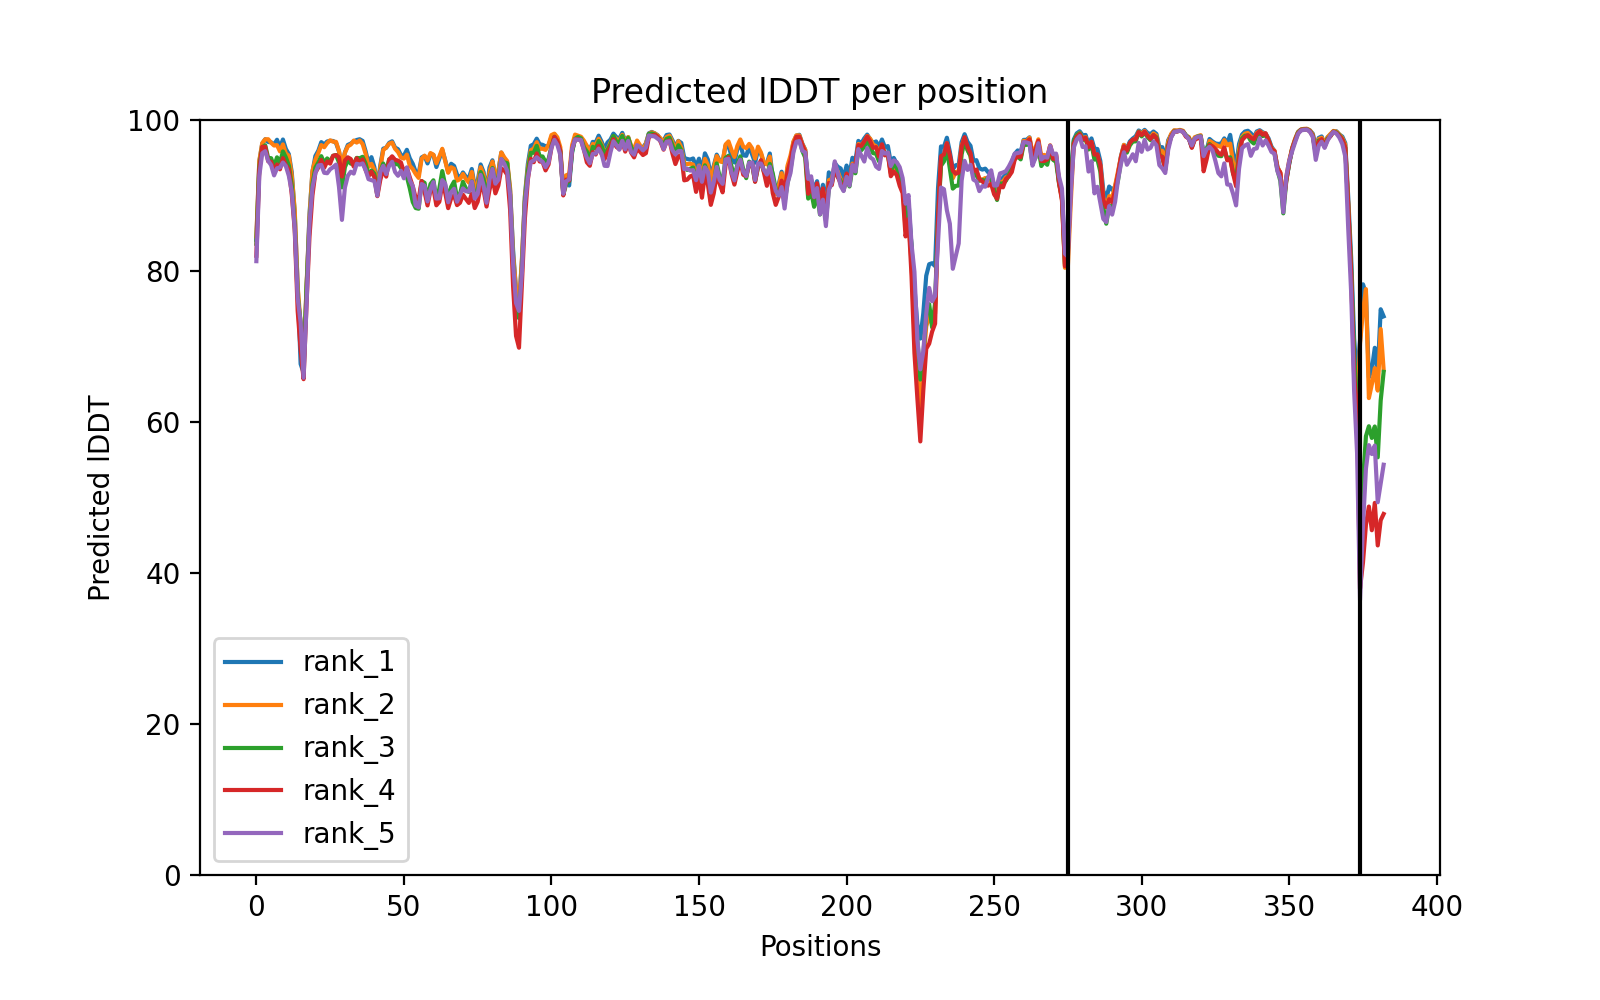 Predicted lDDT per position
100
80
60
40
20
0
Predicted lDDT
rank_1
rank_2
rank_3
rank_4
rank_5
0 50 100 150 200 250 300 350 400
Positions